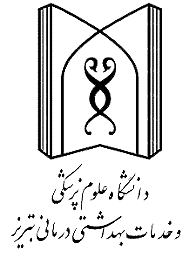 دانشگاه علوم پزشکی
و خدمات بهداشتی درمانی تبریز